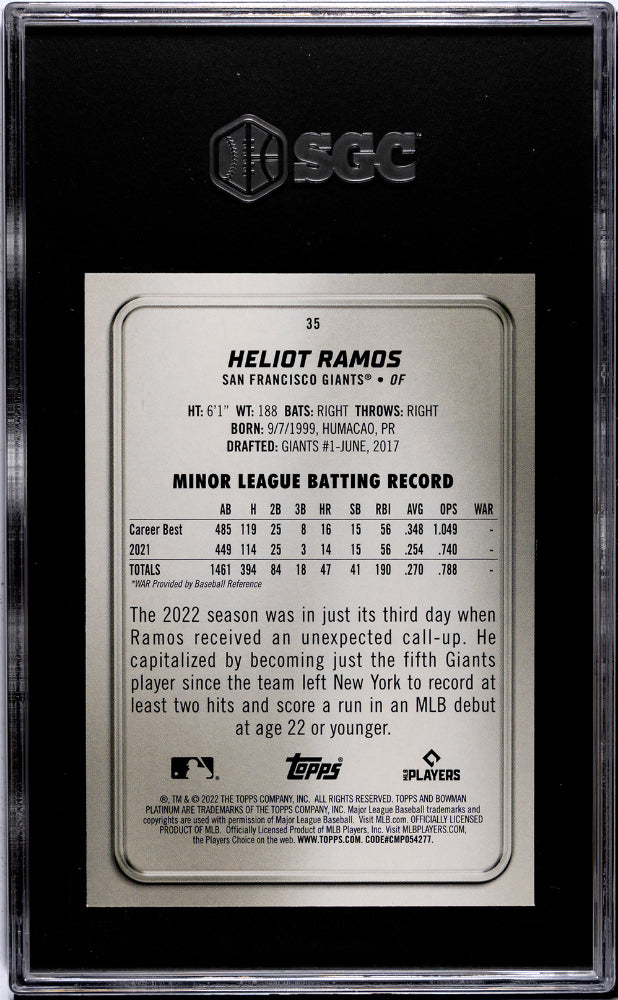 SGC
35
HELIOT RAMOS
SAN FRANCISCO GIANTS® • OF
HT: 6'1" WT: 188 BATS: RIGHT THROWS: RIGHT
BORN: 9/7/1999, HUMACAO, PR
DRAFTED: GIANTS #1-JUNE, 2017
MINOR LEAGUE BATTING RECORD
AB H 2B 3B HR SB RBI AVG OPS WAR
Career Best 485 119 25 8 16 15 56 .348 1.049 -
2021 449 114 25 3 14 15 56 .254 .740 -
TOTALS 1461 394 84 18 47 41 190 .270 .788 -
*WAR Provided by Baseball Reference
The 2022 season was in just its third day when
Ramos received an unexpected call-up. He
capitalized by becoming just the fifth Giants
player since the team left New York to record at
least two hits and score a run in an MLB debut
at age 22 or younger.
topps® MLB PLAYERS
®, TM & © 2022 THE TOPPS COMPANY, INC. ALL RIGHTS RESERVED. TOPPS AND BOWMAN
PLATINUM ARE TRADEMARKS OF THE TOPPS COMPANY, INC. Major League Baseball trademarks and
copyrights are used with permission of Major League Baseball. Visit MLB.com. OFFICIALLY LICENSED
PRODUCT OF MLB. Officially Licensed Product of MLB Players, Inc. Visit MLBPLAYERS.COM,
the Players Choice on the web. WWW.TOPPS.COM. CODE#CMP054277.